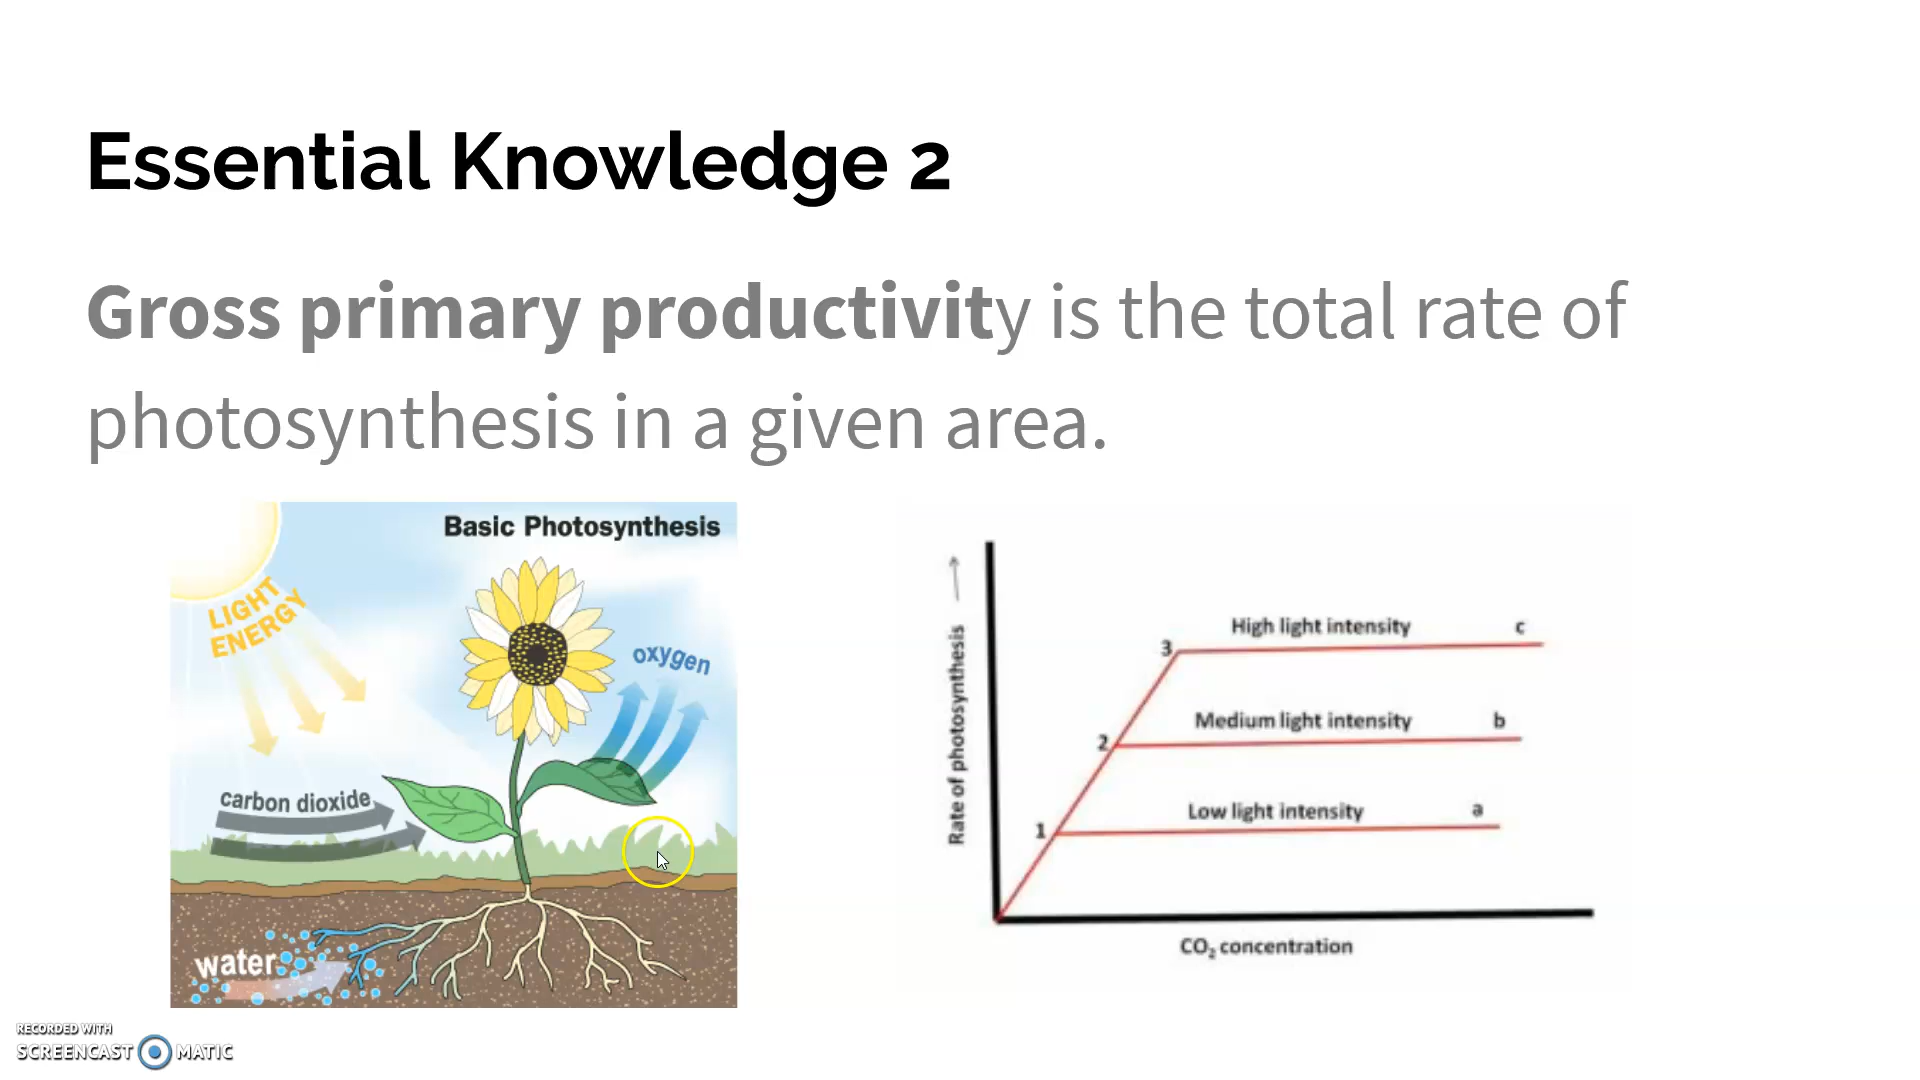 Essential Knowledge 2
Gross primary productivity is the total rate of
photosynthesis in a given area.
Basic Photosynthesis
LIGHT
ENERGY
oxygen
carbon dioxide
water
Rate of photosynthesis
High light intensity c
3
Medium light intensity b
2
Low light intensity a
1
CO₂ concentration
RECORDED WITH
SCREENCAST MATIC